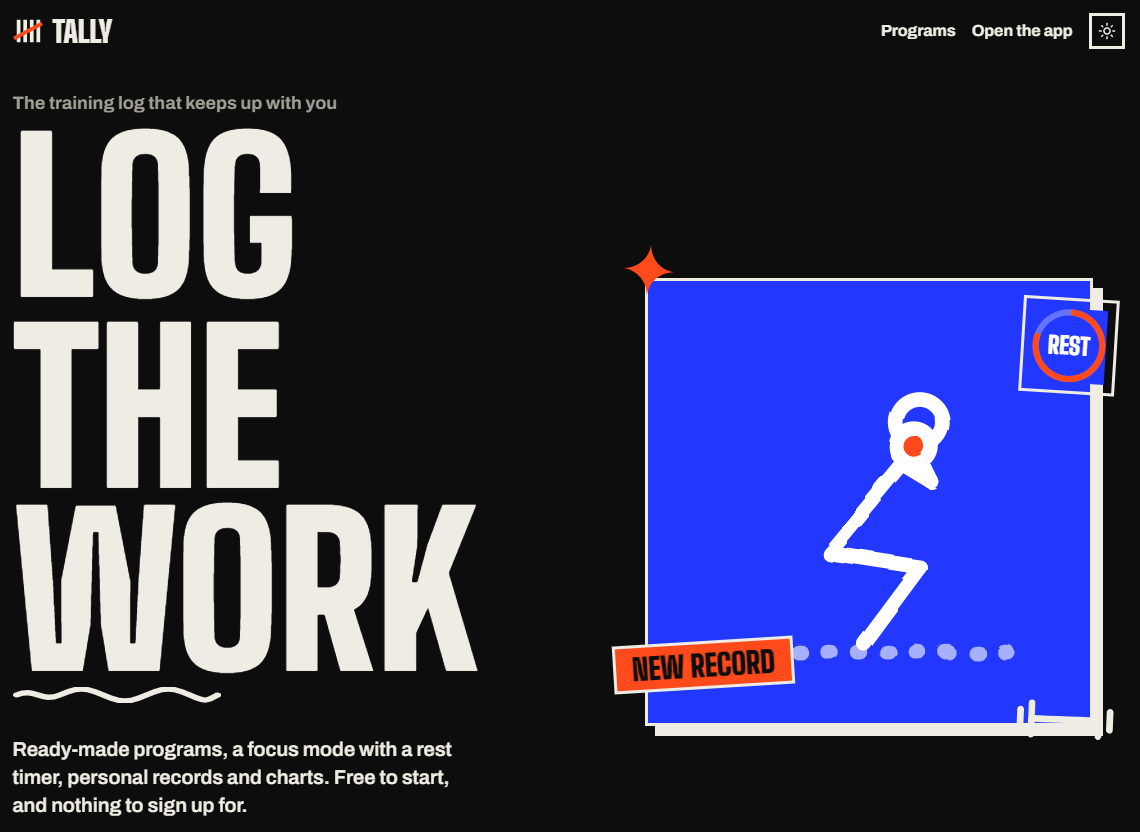 TALLY
Programs
Open the app
The training log that keeps up with you
LOG
THE
WORK
REST
NEW RECORD
Ready-made programs, a focus mode with a rest
timer, personal records and charts. Free to start,
and nothing to sign up for.